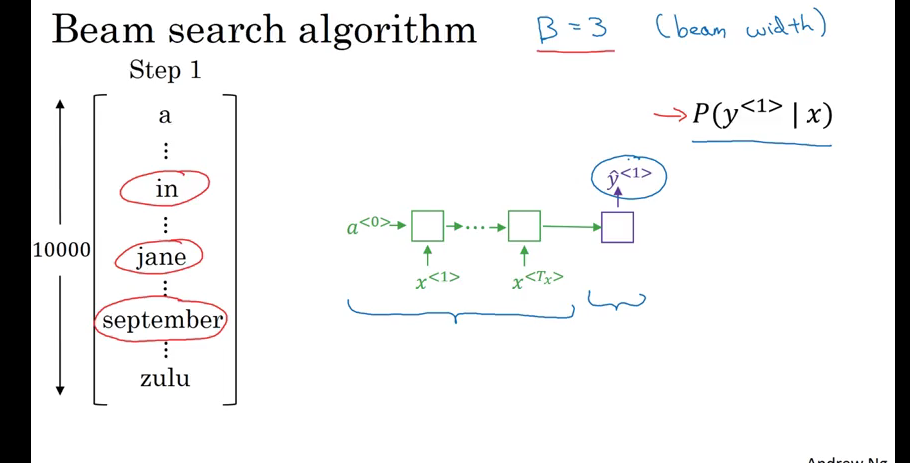 Beam search algorithm
B = 3 (beam width)
Step 1
a
⋮
in
⋮
jane
⋮
september
⋮
zulu
10000
P(y^{<1>} | x)
ŷ^{<1>}
a^{<0>}
...
x^{<1>}
x^{<T_x>}
Andrew Ng